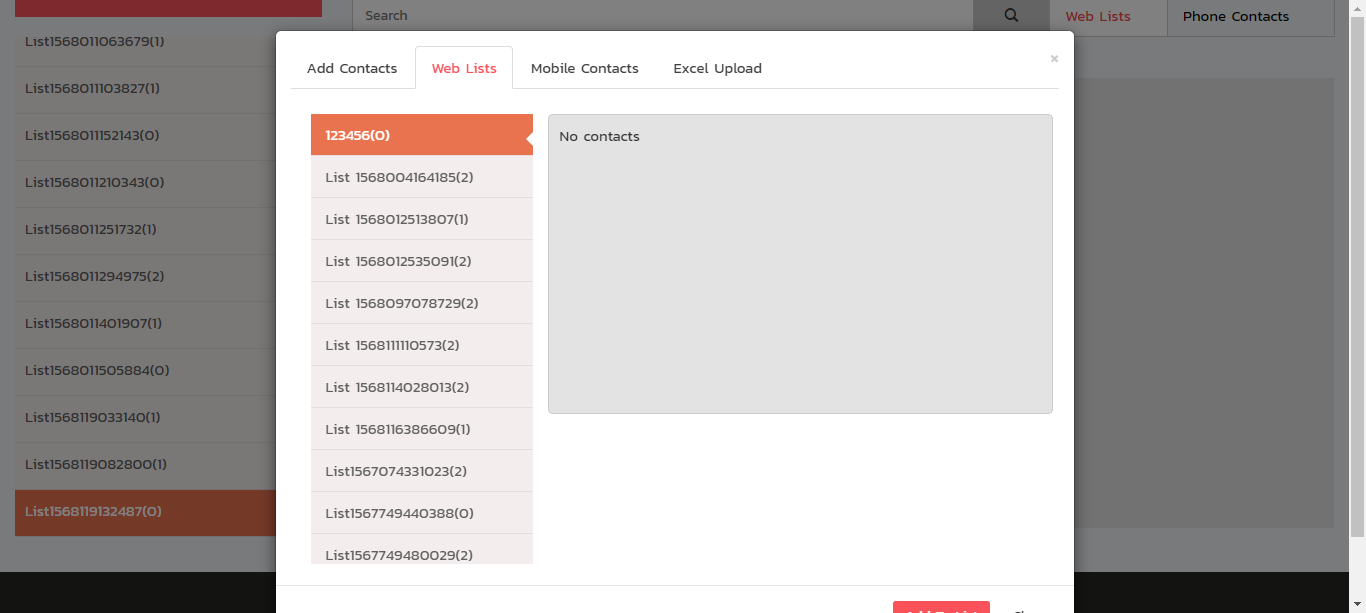 Search
Web Lists
Phone Contacts
List1568011063679(1)
List1568011103827(1)
List1568011152143(0)
List1568011210343(0)
List1568011251732(1)
List1568011294975(2)
List1568011401907(1)
List1568011505884(0)
List1568119033140(1)
List1568119082800(1)
List1568119132487(0)
Add Contacts
Web Lists
Mobile Contacts
Excel Upload
×
123456(0)
List 1568004164185(2)
List 1568012513807(1)
List 1568012535091(2)
List 1568097078729(2)
List 1568111110573(2)
List 1568114028013(2)
List 1568116386609(1)
List1567074331023(2)
List1567749440388(0)
List1567749480029(2)
No contacts